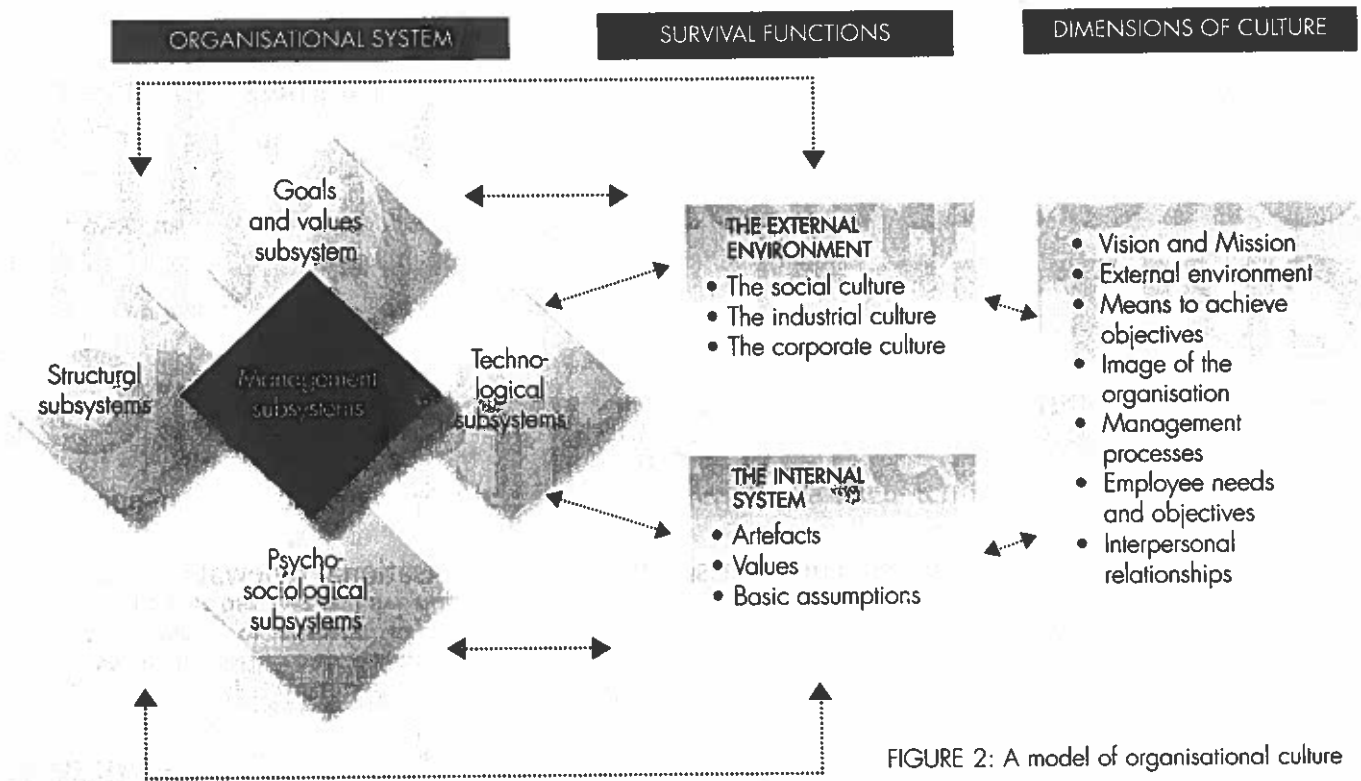 ORGANISATIONAL SYSTEM
SURVIVAL FUNCTIONS
DIMENSIONS OF CULTURE
Goals
and values
subsystem
Structural
subsystems
Management
subsystems
Techno-
logical
subsystems
Psycho-
sociological
subsystems
THE EXTERNAL
ENVIRONMENT
• The social culture
• The industrial culture
• The corporate culture
THE INTERNAL
SYSTEM
• Artefacts
• Values
• Basic assumptions
• Vision and Mission
• External environment
• Means to achieve
objectives
• Image of the
organisation
• Management
processes
• Employee needs
and objectives
• Interpersonal
relationships
FIGURE 2: A model of organisational culture